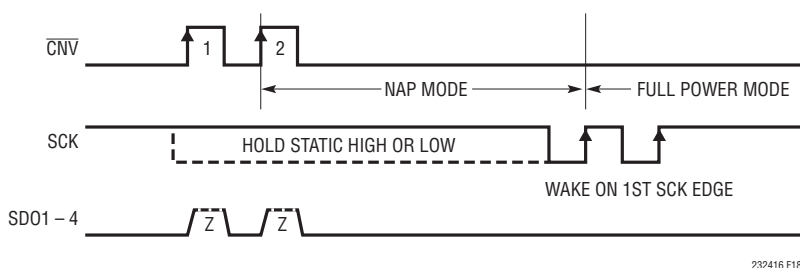 CNV
1
2
NAP MODE
FULL POWER MODE
SCK
HOLD STATIC HIGH OR LOW
WAKE ON 1ST SCK EDGE
SDO1 – 4
Z
Z
232416 F18